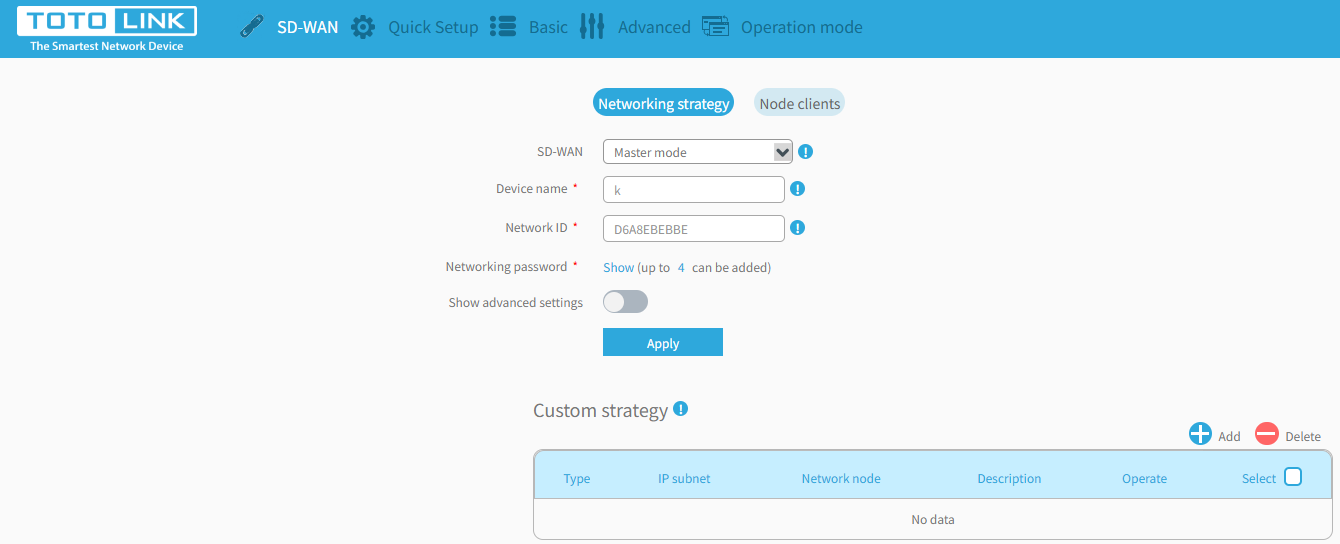 TOTO LINK
The Smartest Network Device
SD-WAN Quick Setup Basic Advanced Operation mode
Networking strategy Node clients
SD-WAN Master mode
Device name * k
Network ID * D6A8EBEBBE
Networking password * Show (up to 4 can be added)
Show advanced settings
Apply
Custom strategy
Add Delete
Type IP subnet Network node Description Operate Select
No data